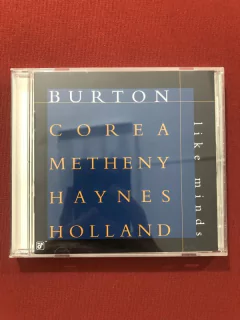 BURTON
COREA
METHENY
HAYNES
HOLLAND
like minds